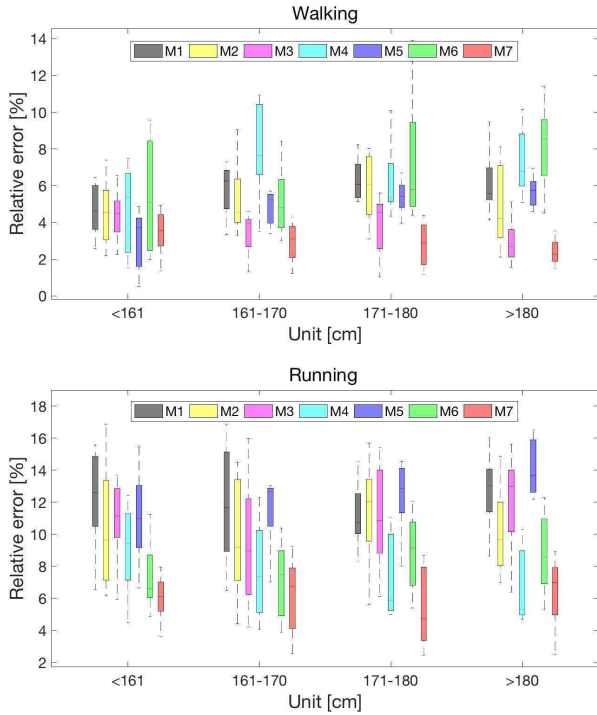 Walking
M1 M2 M3 M4 M5 M6 M7
14
12
10
8
6
4
2
0
Relative error [%]
<161 161-170 171-180 >180
Unit [cm]
Running
M1 M2 M3 M4 M5 M6 M7
18
16
14
12
10
8
6
4
2
Relative error [%]
<161 161-170 171-180 >180
Unit [cm]